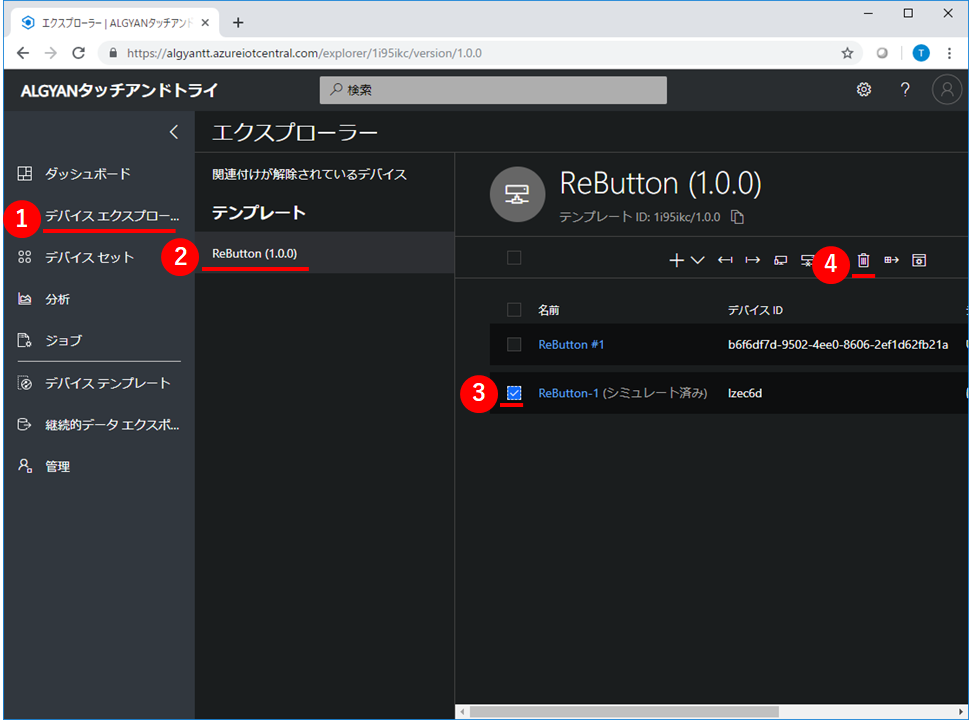 エクスプローラー | ALGYANタッチアンド
https://algyantt.azureiotcentral.com/explorer/1i95ikc/version/1.0.0
T
ALGYANタッチアンドトライ
検索
?
エクスプローラー
ダッシュボード
1
デバイス エクスプロー...
デバイス セット
分析
ジョブ
デバイス テンプレート
継続的データ エクスポ...
管理
関連付けが解除されているデバイス
テンプレート
2
ReButton (1.0.0)
ReButton (1.0.0)
テンプレート ID: 1i95ikc/1.0.0
4
名前
デバイス ID
ReButton #1
b6f6df7d-9502-4ee0-8606-2ef1d62fb21a
3
ReButton-1 (シミュレート済み)
lzec6d